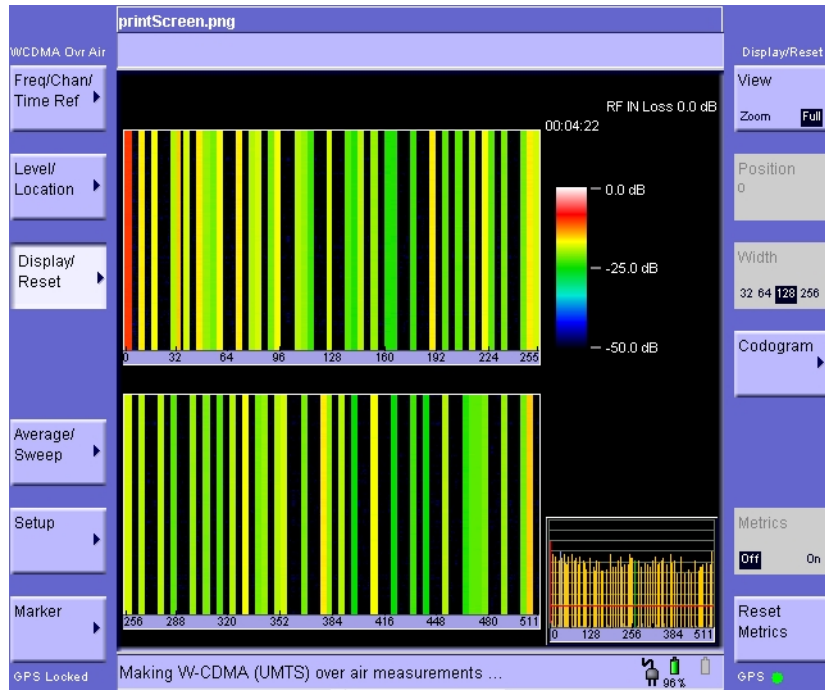 printScreen.png
WCDMA Ovr Air
Freq/Chan/
Time Ref
Level/
Location
Display/
Reset
Average/
Sweep
Setup
Marker
GPS Locked
RF IN Loss 0.0 dB
00:04:22
0.0 dB
-25.0 dB
-50.0 dB
0 32 64 96 128 160 192 224 255
256 288 320 352 384 416 448 480 511
0 128 256 384 511
Making W-CDMA (UMTS) over air measurements ...
96%
Display/Reset
View
Zoom Full
Position
0
Width
32 64 128 256
Codogram
Metrics
Off On
Reset
Metrics
GPS